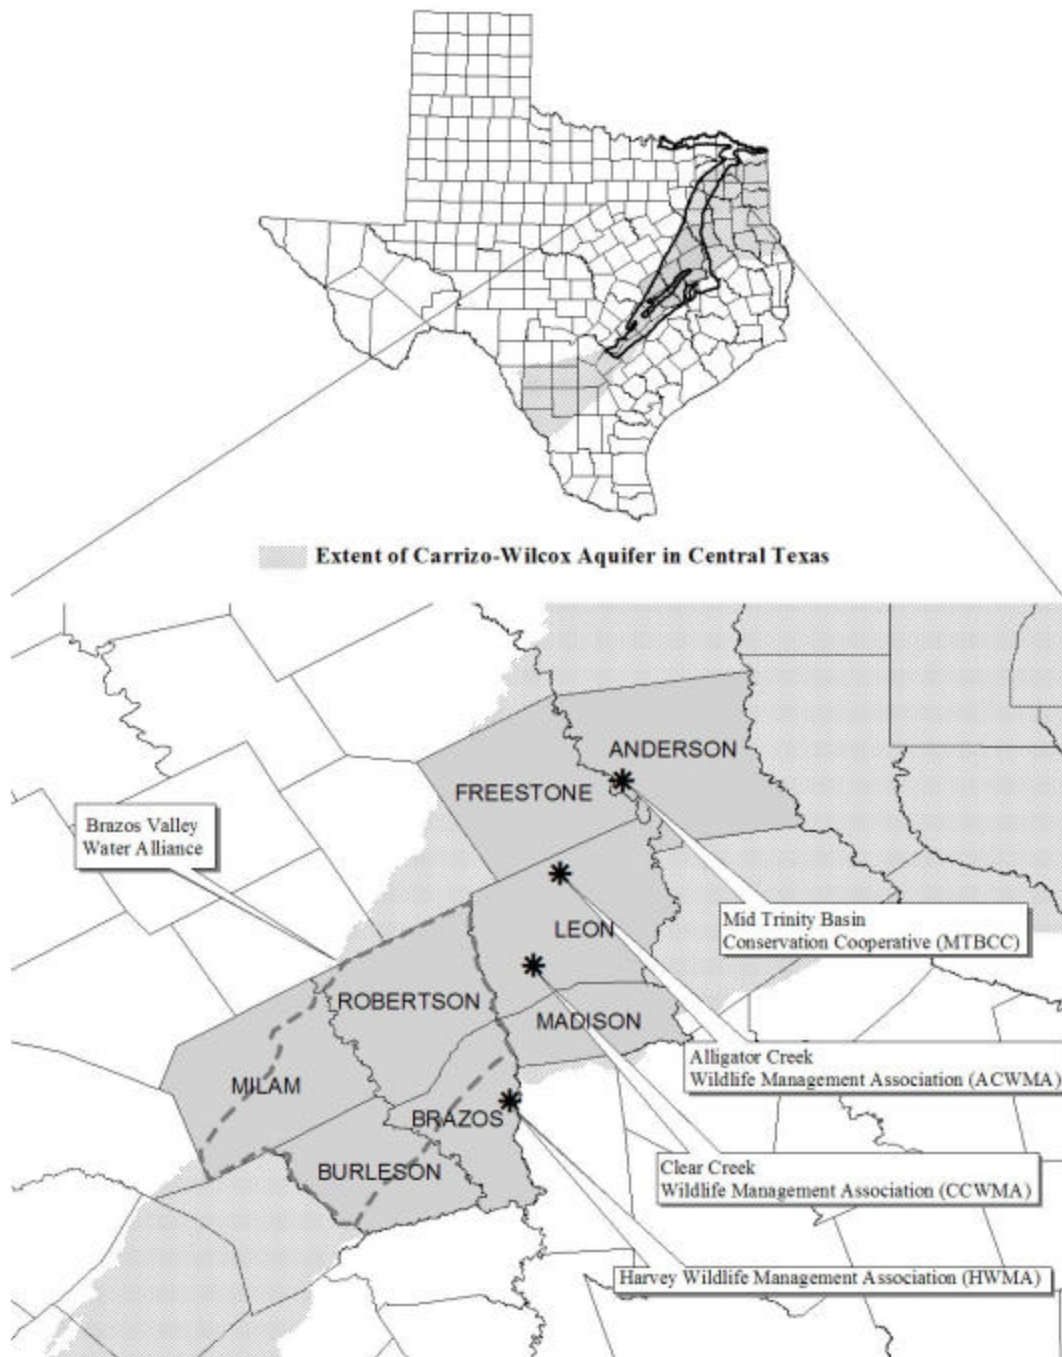 Extent of Carrizo-Wilcox Aquifer in Central Texas
ANDERSON
FREESTONE
Brazos Valley
Water Alliance
Mid Trinity Basin
Conservation Cooperative (MTBCC)
LEON
ROBERTSON
MADISON
Alligator Creek
Wildlife Management Association (ACWMA)
MILAM
BRAZOS
Clear Creek
Wildlife Management Association (CCWMA)
BURLESON
Harvey Wildlife Management Association (HWMA)